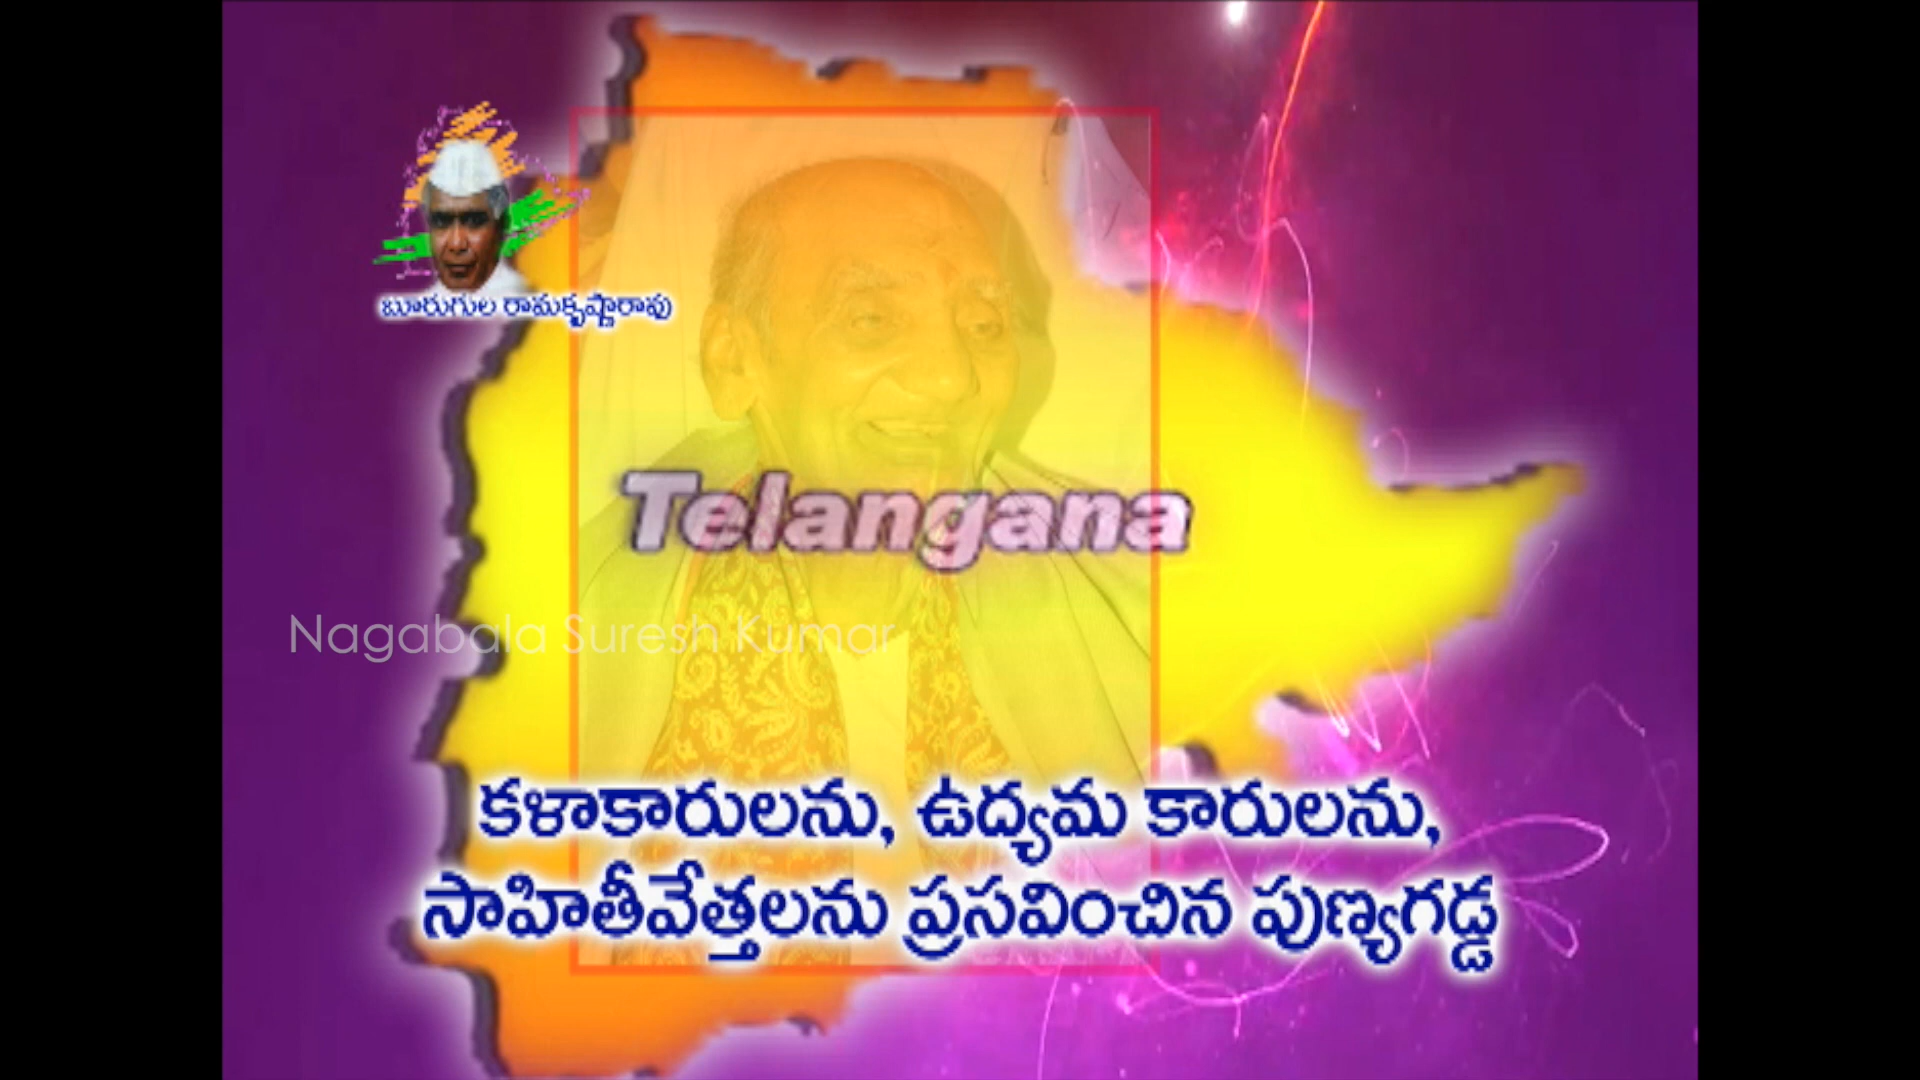 బూరుగుల రామకృష్ణారావు
Telangana
Nagabala Suresh Kumar
కళాకారులను, ఉద్యమ కారులను,
సాహితీవేత్తలను ప్రసవించిన పుణ్యగడ్డ